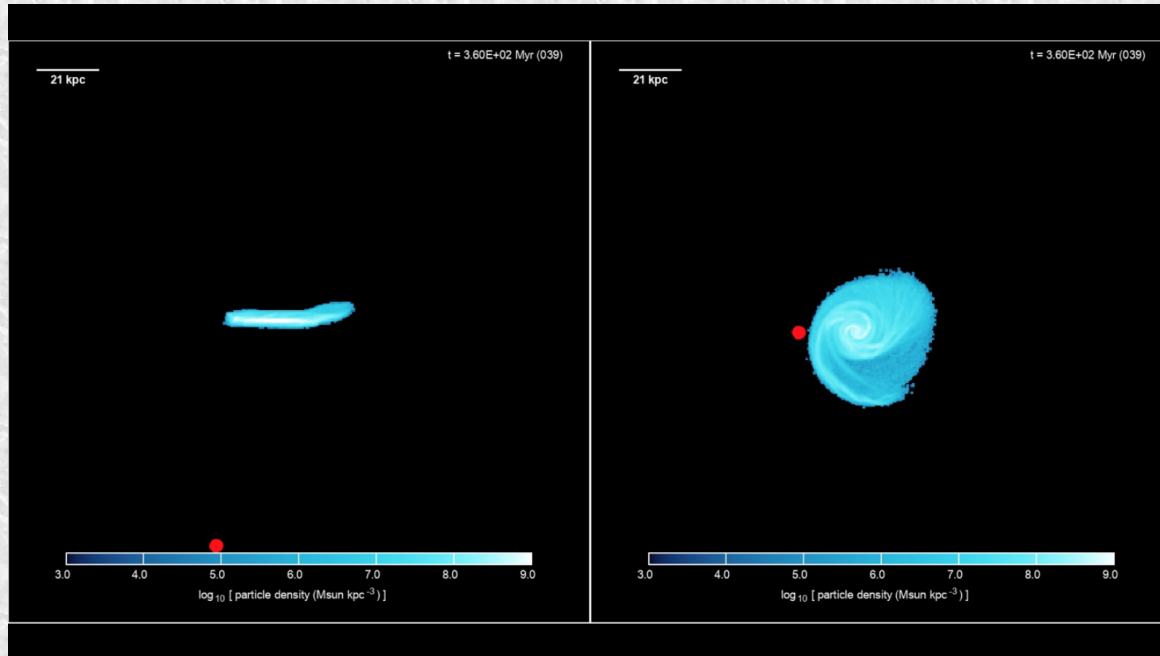 t = 3.60E+02 Myr (039)
21 kpc
3.0 4.0 5.0 6.0 7.0 8.0 9.0
log10 [ particle density (Msun kpc-3) ]
t = 3.60E+02 Myr (039)
21 kpc
3.0 4.0 5.0 6.0 7.0 8.0 9.0
log10 [ particle density (Msun kpc-3) ]